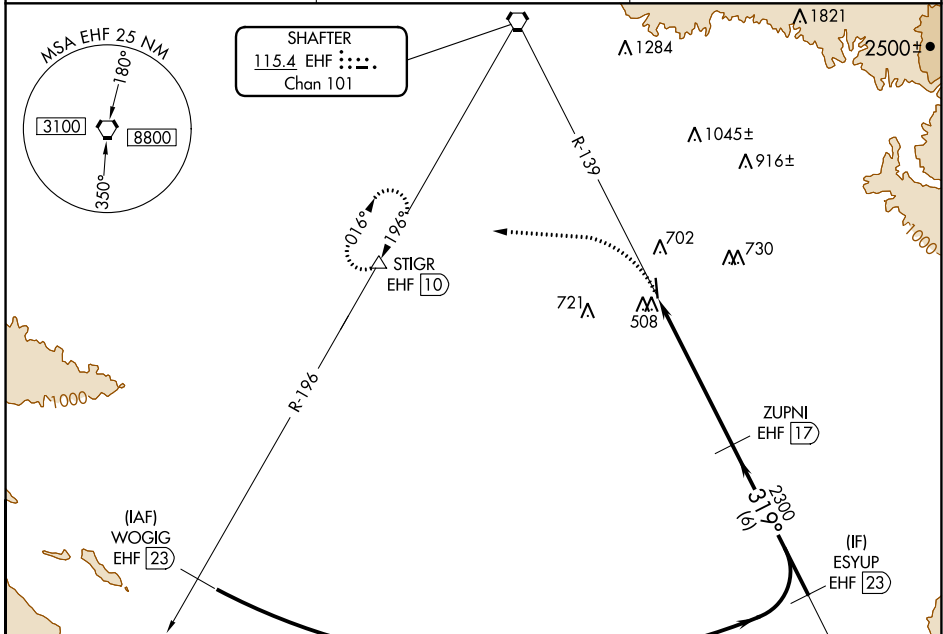 MSA EHF 25 NM
180°
3100
8800
350°
SHAFTER
115.4 EHF
Chan 101
1821
1284
2500±
1045±
916±
R-139
1000
016°
196°
STIGR
EHF 10
702
730
721
508
1000
R-196
ZUPNI
EHF 17
2300
319°
(6)
(IAF)
WOGIG
EHF 23
(IF)
ESYUP
EHF 23